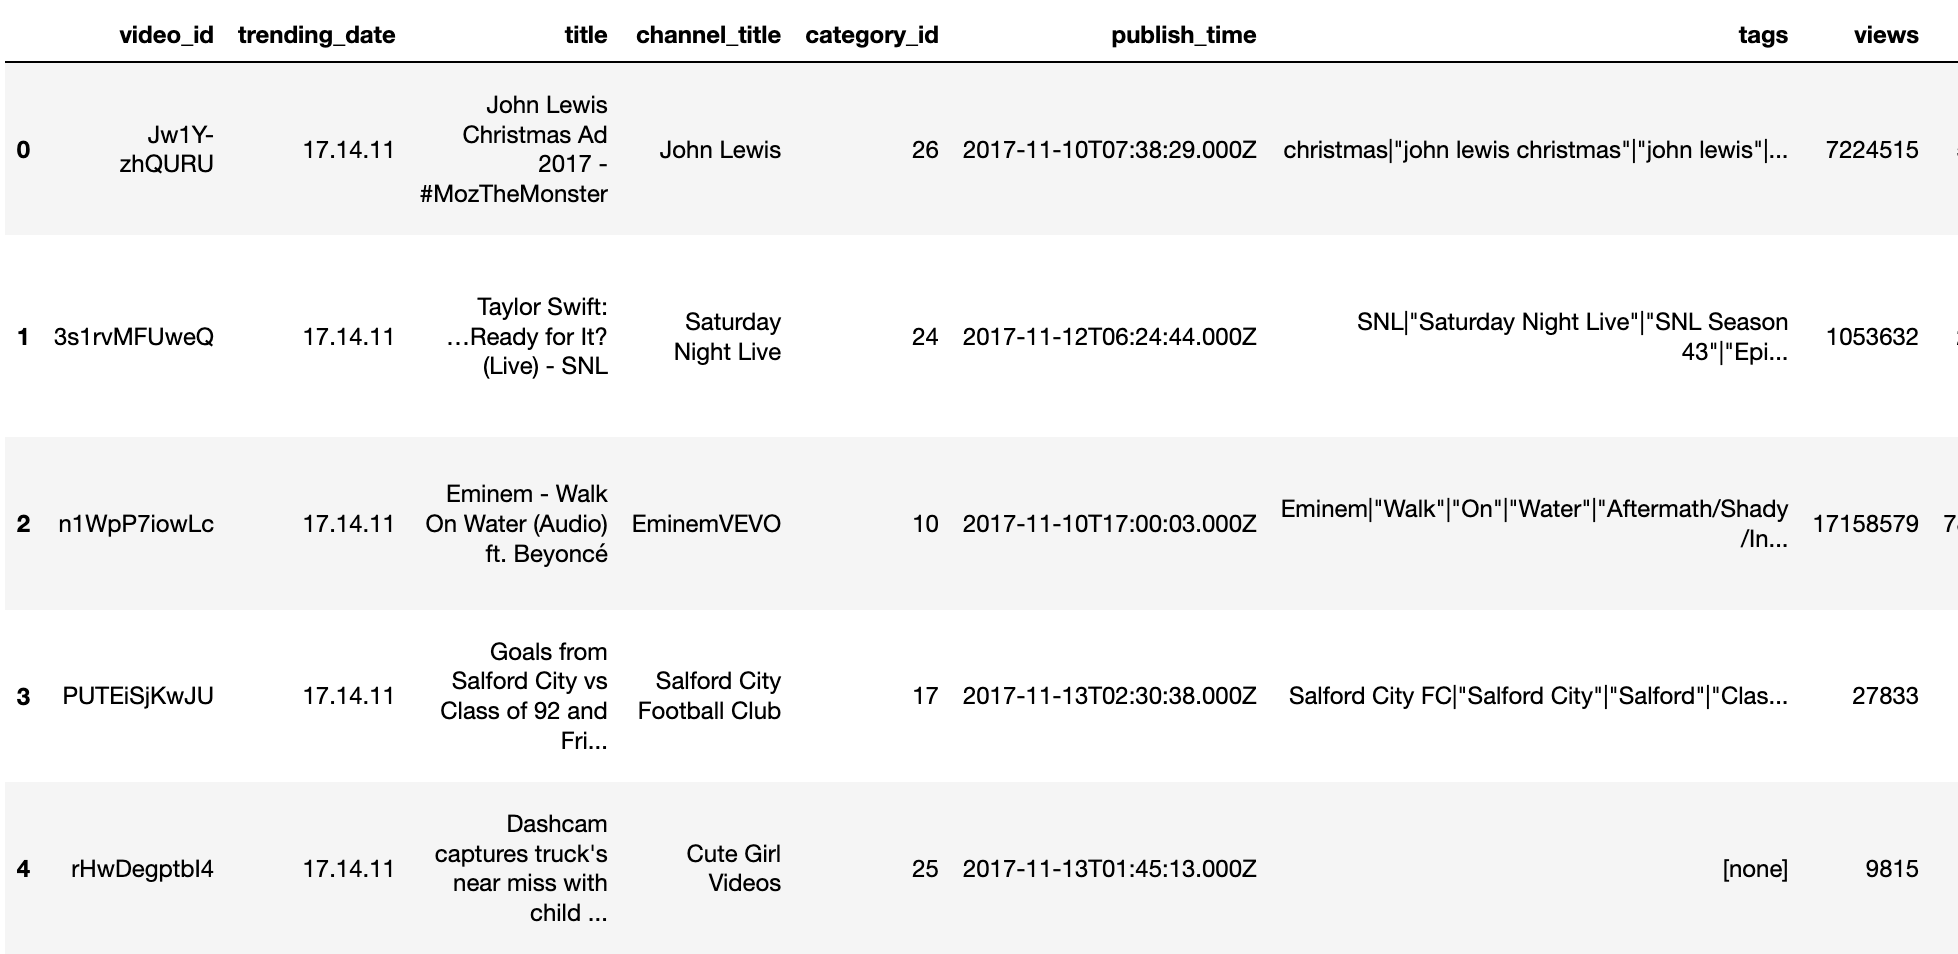 video_id trending_date title channel_title category_id publish_time tags views
0 Jw1Y-zhQURU 17.14.11 John Lewis Christmas Ad 2017 - #MozTheMonster John Lewis 26 2017-11-10T07:38:29.000Z christmas|"john lewis christmas"|"john lewis"|... 7224515
1 3s1rvMFUweQ 17.14.11 Taylor Swift: …Ready for It? (Live) - SNL Saturday Night Live 24 2017-11-12T06:24:44.000Z SNL|"Saturday Night Live"|"SNL Season 43"|"Epi... 1053632
2 n1WpP7iowLc 17.14.11 Eminem - Walk On Water (Audio) ft. Beyoncé EminemVEVO 10 2017-11-10T17:00:03.000Z Eminem|"Walk"|"On"|"Water"|"Aftermath/Shady/In... 17158579
3 PUTEiSjKwJU 17.14.11 Goals from Salford City vs Class of 92 and Fri... Salford City Football Club 17 2017-11-13T02:30:38.000Z Salford City FC|"Salford City"|"Salford"|"Clas... 27833
4 rHwDegptbI4 17.14.11 Dashcam captures truck's near miss with child ... Cute Girl Videos 25 2017-11-13T01:45:13.000Z [none] 9815